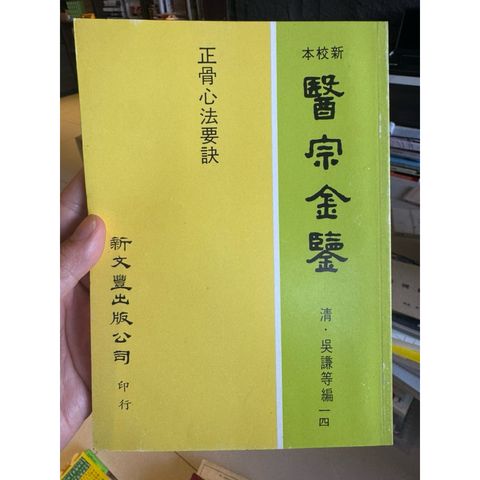 新校本
醫宗金鑒
清・吳謙等編 一四
正骨心法要訣
新文豐出版公司 印行